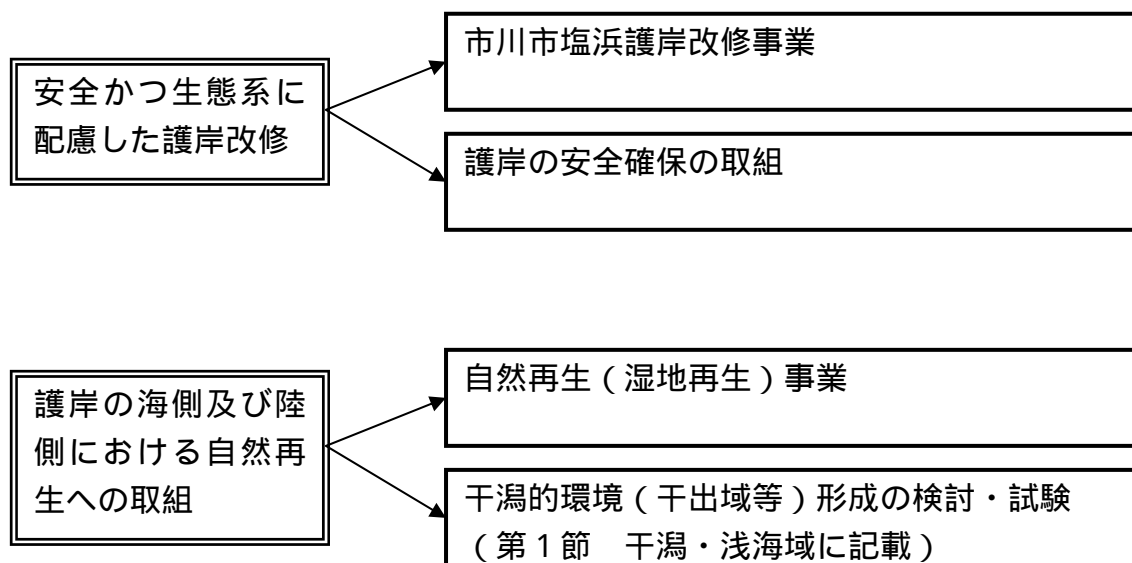 安全かつ生態系に
配慮した護岸改修
市川市塩浜護岸改修事業
護岸の安全確保の取組
護岸の海側及び陸
側における自然再
生への取組
自然再生(湿地再生)事業
干潟的環境(干出域等)形成の検討・試験
(第1節　干潟・浅海域に記載)